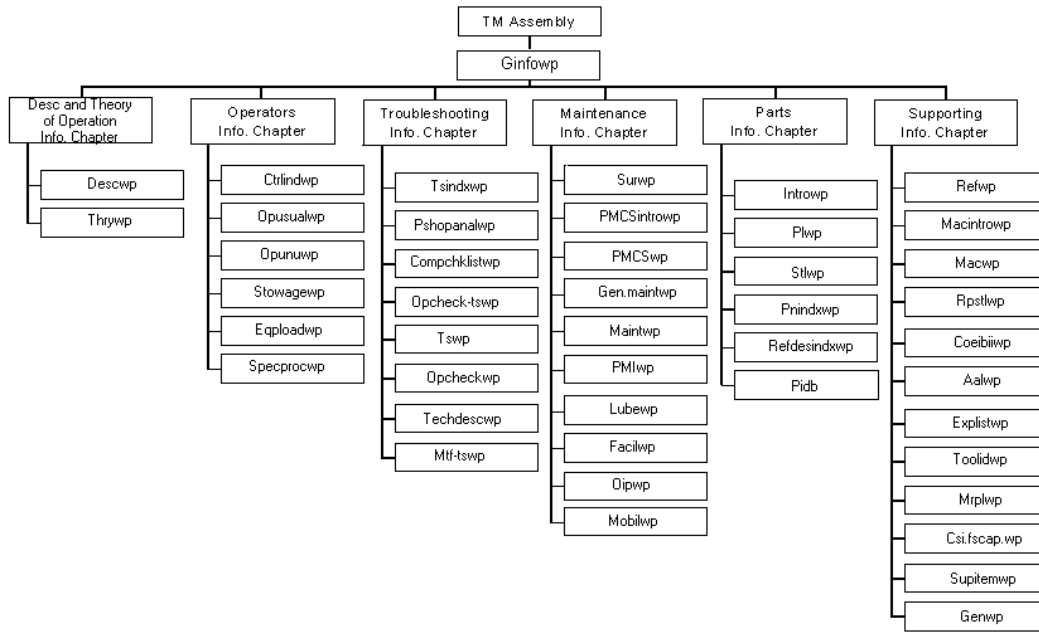 TM Assembly
Ginfowp
Desc and Theory
of Operation
Info. Chapter
Descwp
Thrywp
Operators
Info. Chapter
Ctrlindwp
Opusualwp
Opunuwp
Stowagewp
Eqploadwp
Specprocwp
Troubleshooting
Info. Chapter
Tsindxwp
Pshopanalwp
Compchklistwp
Opcheck-tswp
Tswp
Opcheckwp
Techdescwp
Mtf-tswp
Maintenance
Info. Chapter
Surwp
PMCSintrowp
PMCSwp
Gen.maintwp
Maintwp
PMIwp
Lubewp
Facilwp
Oipwp
Mobilwp
Parts
Info. Chapter
Introwp
Plwp
Stlwp
Pnindxwp
Refdesindxwp
Pidb
Supporting
Info. Chapter
Refwp
Macintrowp
Macwp
Rpstlwp
Coeibiiwp
Aalwp
Explistwp
Toolidwp
Mrplwp
Csi.fscap.wp
Supitemwp
Genwp